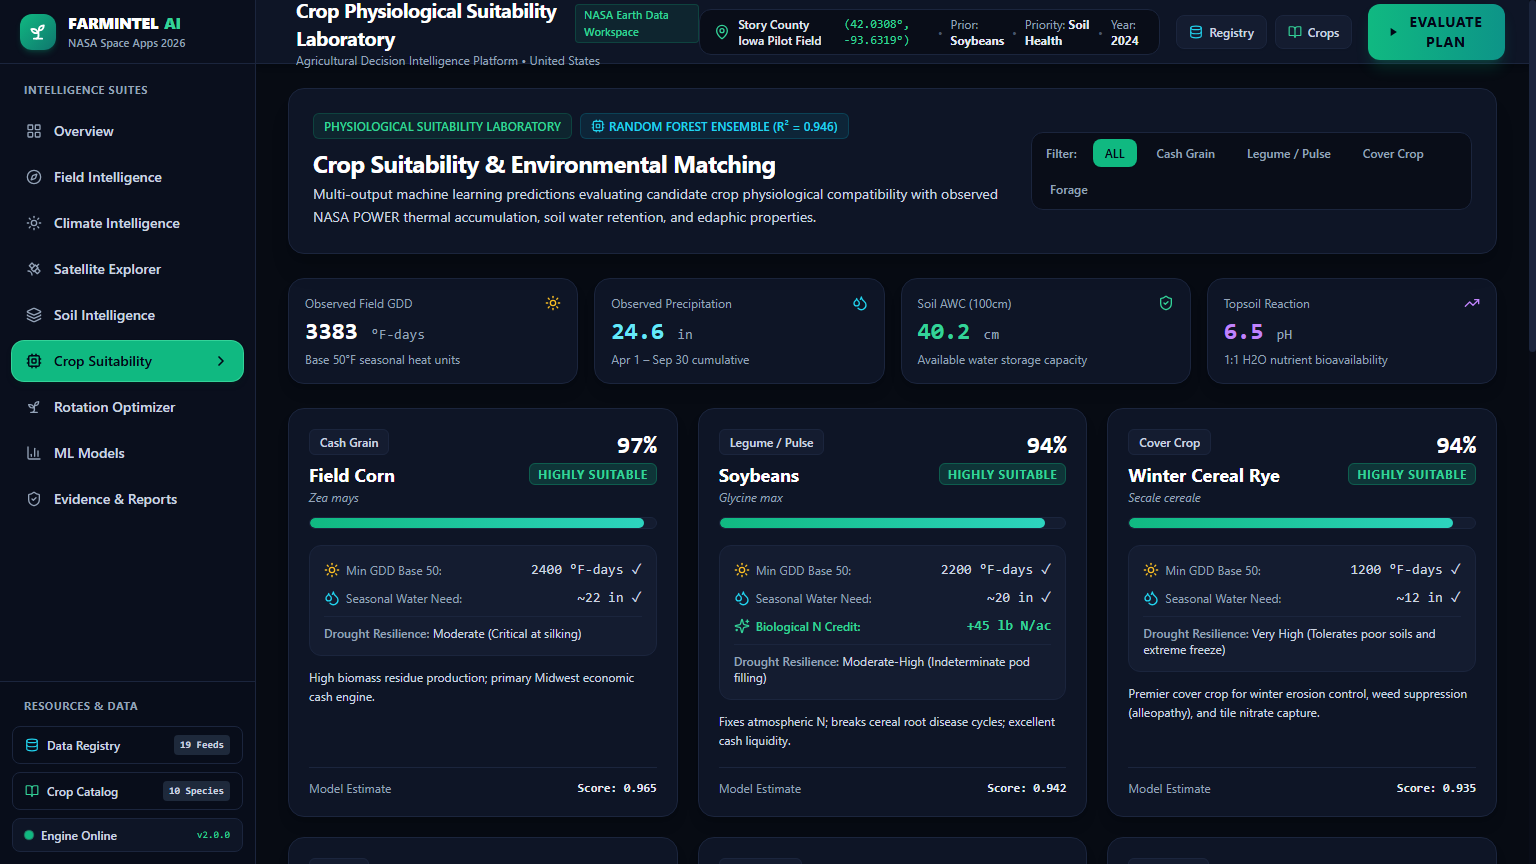 FARMINTEL AI
NASA Space Apps 2026
INTELLIGENCE SUITES
Overview
Field Intelligence
Climate Intelligence
Satellite Explorer
Soil Intelligence
Crop Suitability
Rotation Optimizer
ML Models
Evidence & Reports
RESOURCES & DATA
Data Registry
19 Feeds
Crop Catalog
10 Species
Engine Online
v2.0.0
Crop Physiological Suitability
Laboratory
NASA Earth Data
Workspace
Agricultural Decision Intelligence Platform • United States
Story County
Iowa Pilot Field
(42.0308°,
-93.6319°)
• Prior:
Soybeans
• Priority: Soil
Health
• Year:
2024
Registry
Crops
EVALUATE
PLAN
PHYSIOLOGICAL SUITABILITY LABORATORY
RANDOM FOREST ENSEMBLE (R² = 0.946)
Crop Suitability & Environmental Matching
Multi-output machine learning predictions evaluating candidate crop physiological compatibility with observed
NASA POWER thermal accumulation, soil water retention, and edaphic properties.
Filter:
ALL
Cash Grain
Legume / Pulse
Cover Crop
Forage
Observed Field GDD
3383 °F-days
Base 50°F seasonal heat units
Observed Precipitation
24.6 in
Apr 1 – Sep 30 cumulative
Soil AWC (100cm)
40.2 cm
Available water storage capacity
Topsoil Reaction
6.5 pH
1:1 H2O nutrient bioavailability
Cash Grain
97%
Field Corn
HIGHLY SUITABLE
Zea mays
Min GDD Base 50:
2400 °F-days ✓
Seasonal Water Need:
~22 in ✓
Drought Resilience: Moderate (Critical at silking)
High biomass residue production; primary Midwest economic
cash engine.
Model Estimate
Score: 0.965
Legume / Pulse
94%
Soybeans
HIGHLY SUITABLE
Glycine max
Min GDD Base 50:
2200 °F-days ✓
Seasonal Water Need:
~20 in ✓
Biological N Credit:
+45 lb N/ac
Drought Resilience: Moderate-High (Indeterminate pod
filling)
Fixes atmospheric N; breaks cereal root disease cycles; excellent
cash liquidity.
Model Estimate
Score: 0.942
Cover Crop
94%
Winter Cereal Rye
HIGHLY SUITABLE
Secale cereale
Min GDD Base 50:
1200 °F-days ✓
Seasonal Water Need:
~12 in ✓
Drought Resilience: Very High (Tolerates poor soils and
extreme freeze)
Premier cover crop for winter erosion control, weed suppression
(alleopathy), and tile nitrate capture.
Model Estimate
Score: 0.935